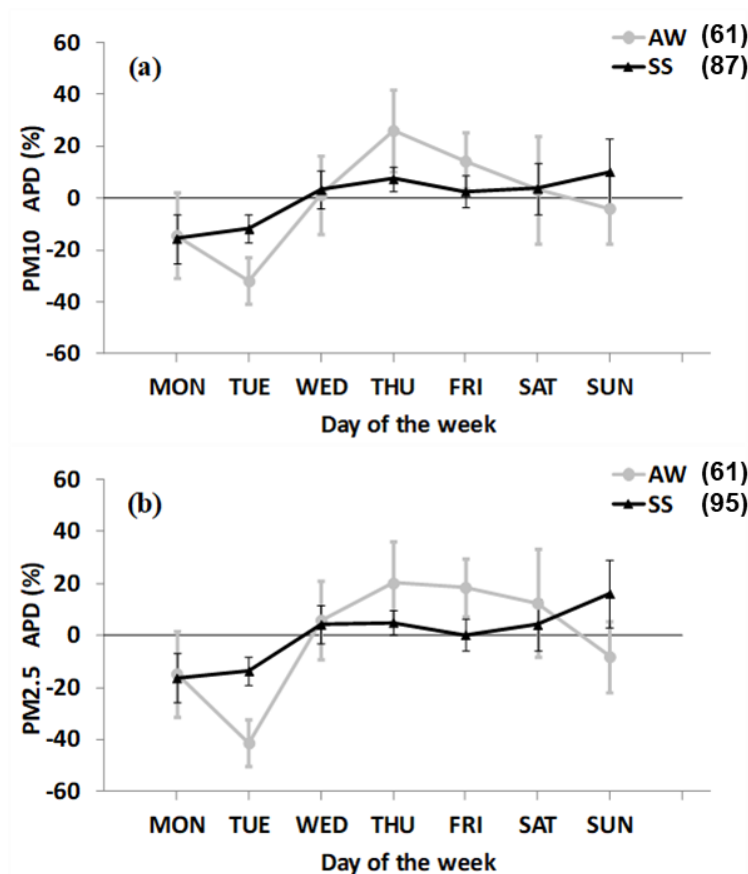 60
AW (61)
(a)
SS (87)
40
20
0
-20
-40
-60
PM10 APD (%)
MON TUE WED THU FRI SAT SUN
Day of the week
60
AW (61)
(b)
SS (95)
40
20
0
-20
-40
-60
PM2.5 APD (%)
MON TUE WED THU FRI SAT SUN
Day of the week